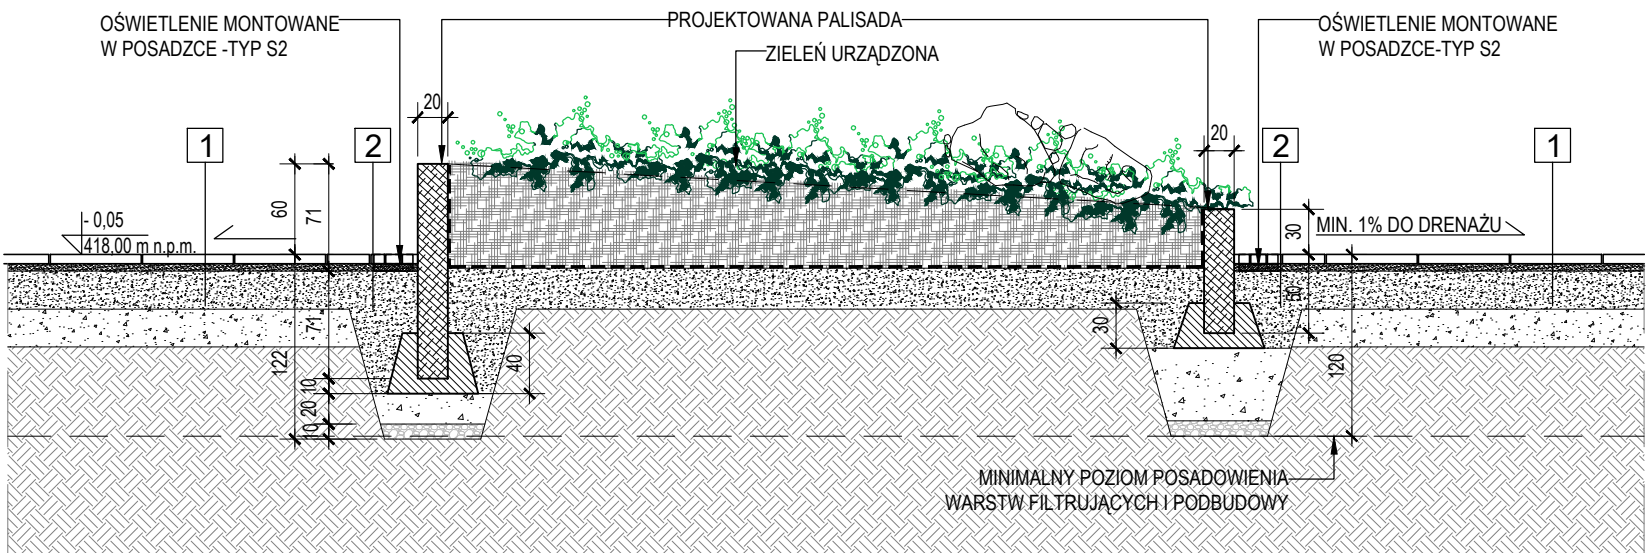 OŚWIETLENIE MONTOWANE
W POSADZCE -TYP S2
PROJEKTOWANA PALISADA
ZIELEŃ URZĄDZONA
OŚWIETLENIE MONTOWANE
W POSADZCE-TYP S2
20
20
1
2
2
1
60
71
- 0,05
418,00 m n.p.m.
30
MIN. 1% DO DRENAŻU
60
71
30
122
40
120
10
20
10
MINIMALNY POZIOM POSADOWIENIA
WARSTW FILTRUJĄCYCH I PODBUDOWY